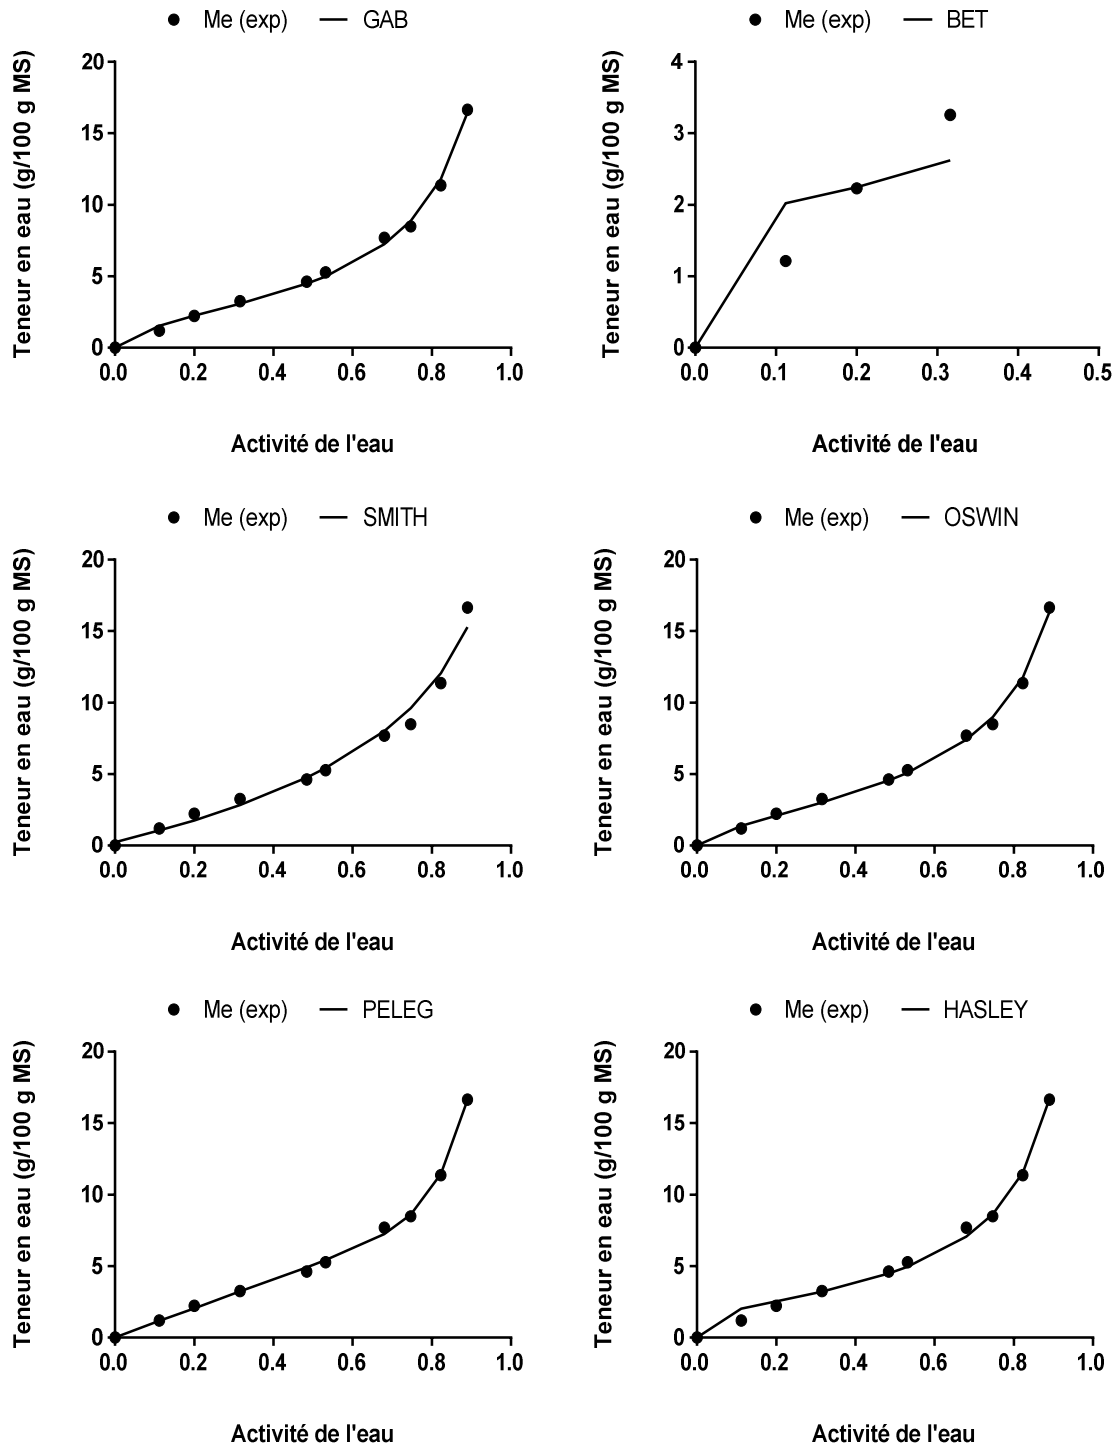 Me (exp) GAB
Teneur en eau (g/100 g MS)
20
15
10
5
0
0.0 0.2 0.4 0.6 0.8 1.0
Activité de l'eau
Me (exp) BET
Teneur en eau (g/100 g MS)
4
3
2
1
0
0.0 0.1 0.2 0.3 0.4 0.5
Activité de l'eau
Me (exp) SMITH
Teneur en eau (g/100 g MS)
20
15
10
5
0
0.0 0.2 0.4 0.6 0.8 1.0
Activité de l'eau
Me (exp) OSWIN
Teneur en eau (g/100 g MS)
20
15
10
5
0
0.0 0.2 0.4 0.6 0.8 1.0
Activité de l'eau
Me (exp) PELEG
Teneur en eau (g/100 g MS)
20
15
10
5
0
0.0 0.2 0.4 0.6 0.8 1.0
Activité de l'eau
Me (exp) HASLEY
Teneur en eau (g/100 g MS)
20
15
10
5
0
0.0 0.2 0.4 0.6 0.8 1.0
Activité de l'eau